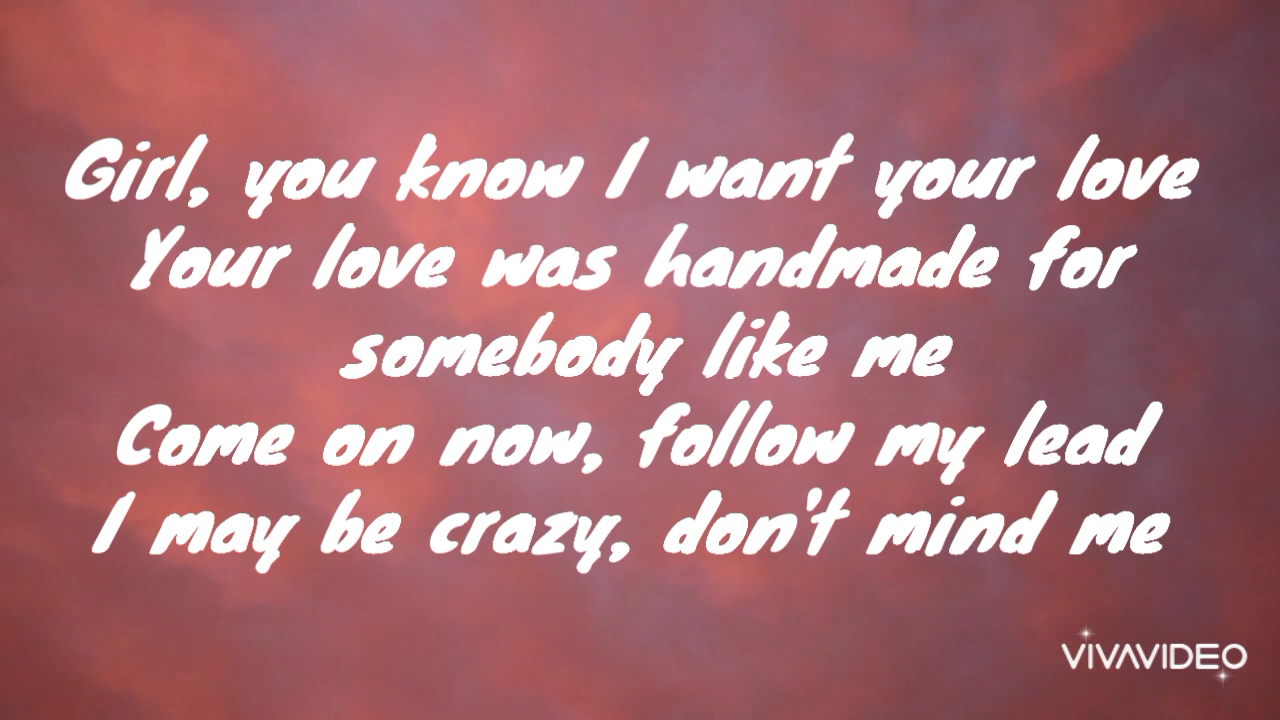 Girl, you know I want your love
Your love was handmade for
somebody like me
Come on now, follow my lead
I may be crazy, don't mind me
VIVAVIDEO